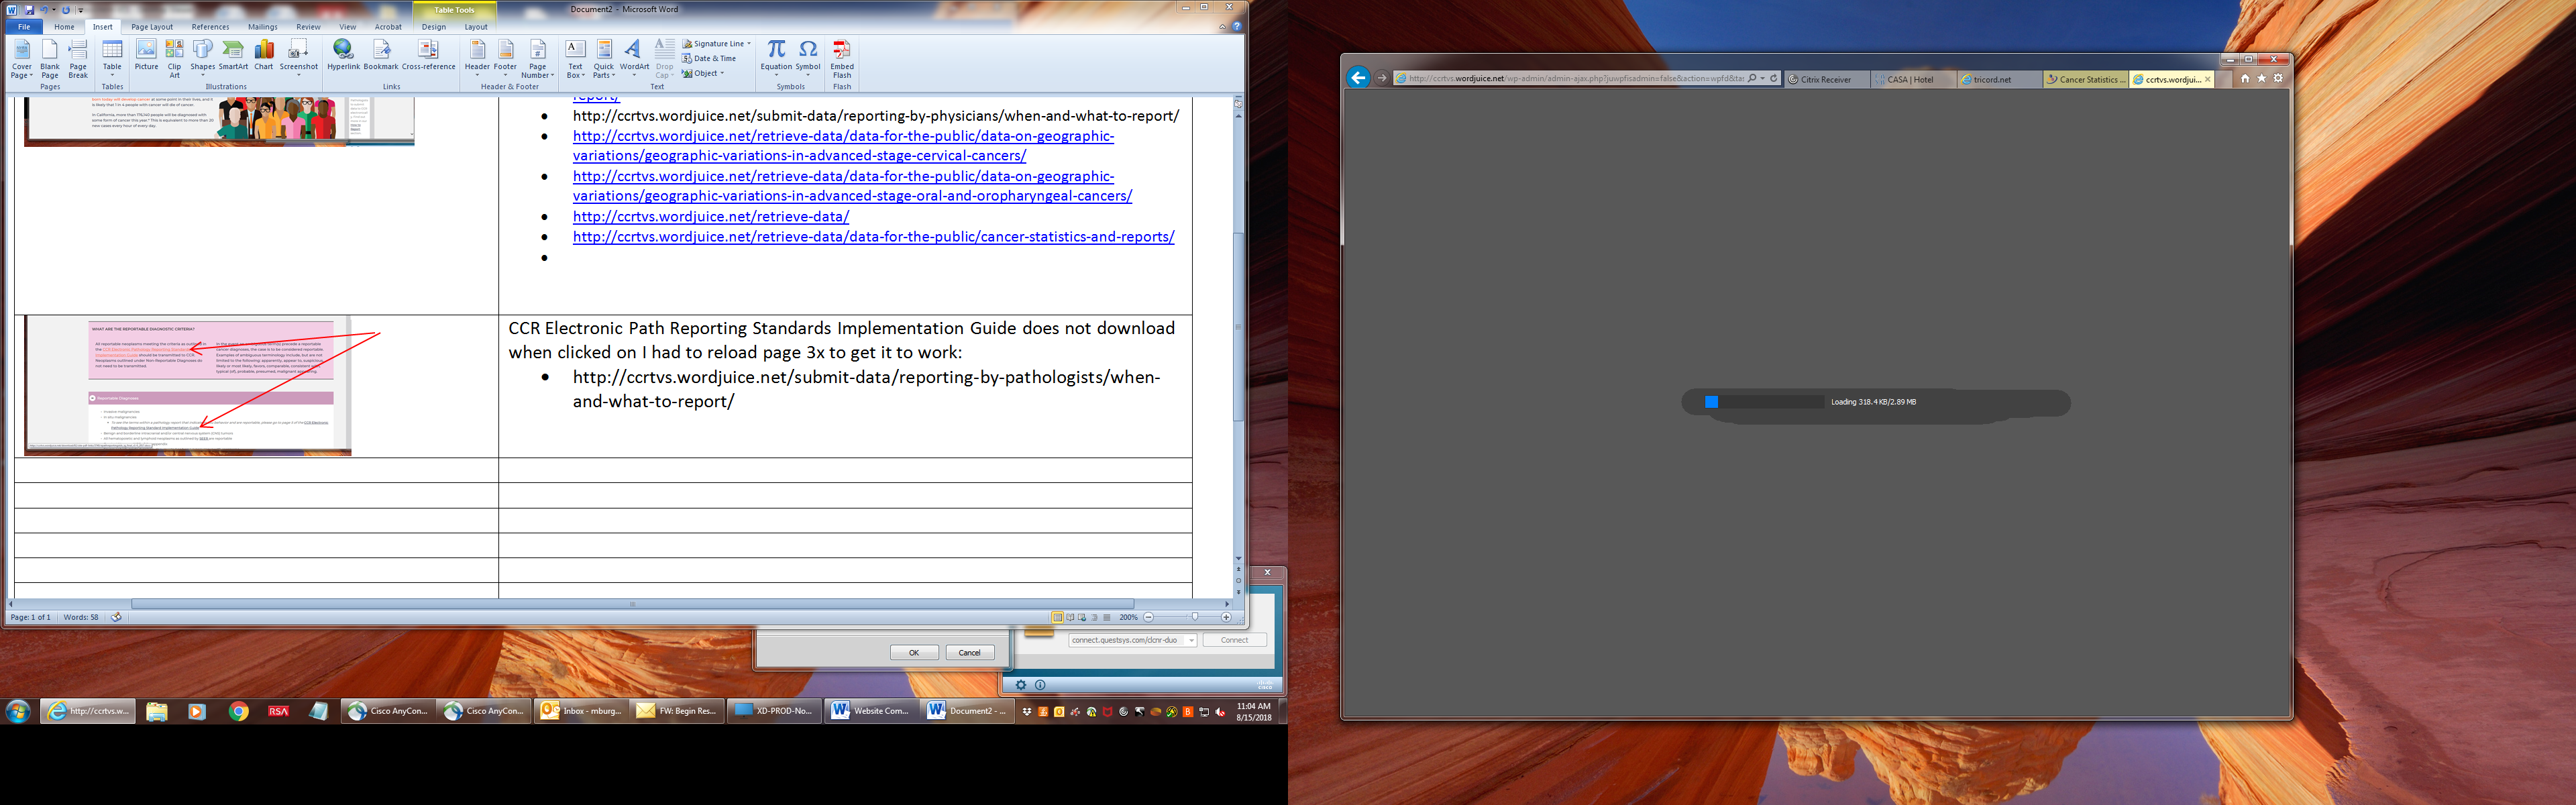 Table Tools
Document2 - Microsoft Word
File Home Insert Page Layout References Mailings Review View Acrobat Design Layout
Cover Page Blank Page Page Break Table Picture Clip Art Shapes SmartArt Chart Screenshot Hyperlink Bookmark Cross-reference Header Footer Page Number Text Box Quick Parts WordArt Drop Cap Signature Line Date & Time Object Equation Symbol Embed Flash
Pages Tables Illustrations Links Header & Footer Text Symbols Flash
report/
• http://ccrtvs.wordjuice.net/submit-data/reporting-by-physicians/when-and-what-to-report/
• http://ccrtvs.wordjuice.net/retrieve-data/data-for-the-public/data-on-geographic-
variations/geographic-variations-in-advanced-stage-cervical-cancers/
• http://ccrtvs.wordjuice.net/retrieve-data/data-for-the-public/data-on-geographic-
variations/geographic-variations-in-advanced-stage-oral-and-oropharyngeal-cancers/
• http://ccrtvs.wordjuice.net/retrieve-data/
• http://ccrtvs.wordjuice.net/retrieve-data/data-for-the-public/cancer-statistics-and-reports/
•
WHAT ARE THE REPORTABLE DIAGNOSTIC CRITERIA?
Reportable Diagnoses
CCR Electronic Path Reporting Standards Implementation Guide does not download
when clicked on I had to reload page 3x to get it to work:
• http://ccrtvs.wordjuice.net/submit-data/reporting-by-pathologists/when-
and-what-to-report/
Page: 1 of 1 Words: 58 200%
connect.questsys.com/dcnr-duo Connect
OK Cancel
cisco
http://ccrtvs.w... RSA Cisco AnyCon... Cisco AnyCon... Inbox - mburg... FW: Begin Res... XD-PROD-No... Website Com... Document2 - ...
11:04 AM
8/15/2018
http://ccrtvs.wordjuice.net/wp-admin/admin-ajax.php?juwpfisadmin=false&action=wpfd&tas
Citrix Receiver CASA | Hotel tricord.net Cancer Statistics ... ccrtvs.wordjui...
Loading 318.4 KB/2.89 MB